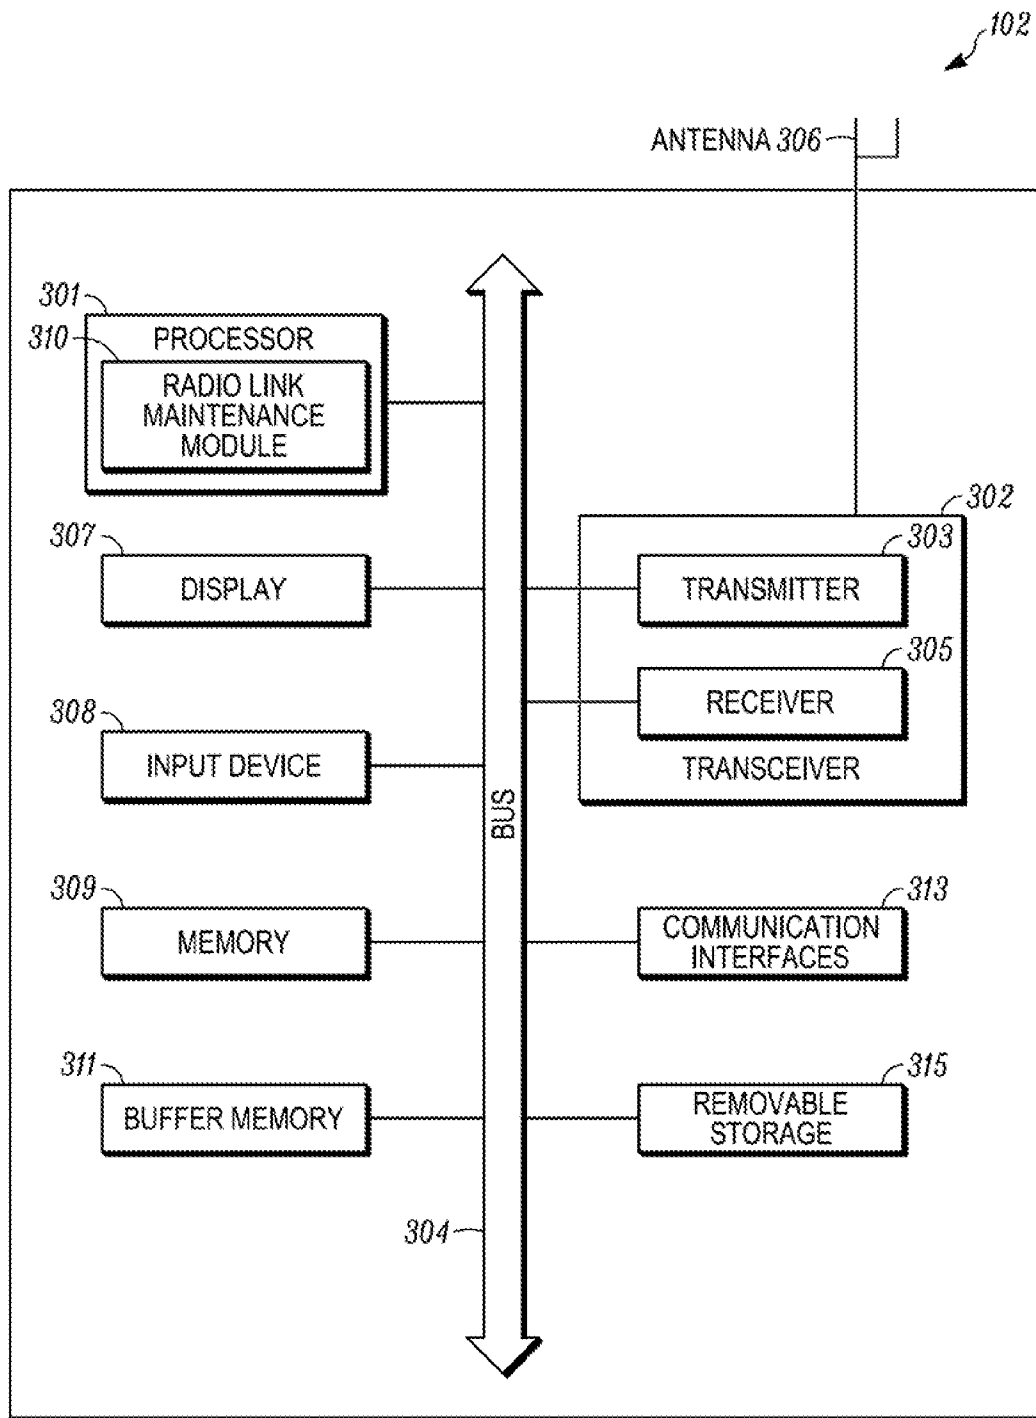 102
ANTENNA 306
301
PROCESSOR
310
RADIO LINK
MAINTENANCE
MODULE
307
DISPLAY
308
INPUT DEVICE
309
MEMORY
311
BUFFER MEMORY
304
BUS
302
303
TRANSMITTER
305
RECEIVER
TRANSCEIVER
313
COMMUNICATION
INTERFACES
315
REMOVABLE
STORAGE